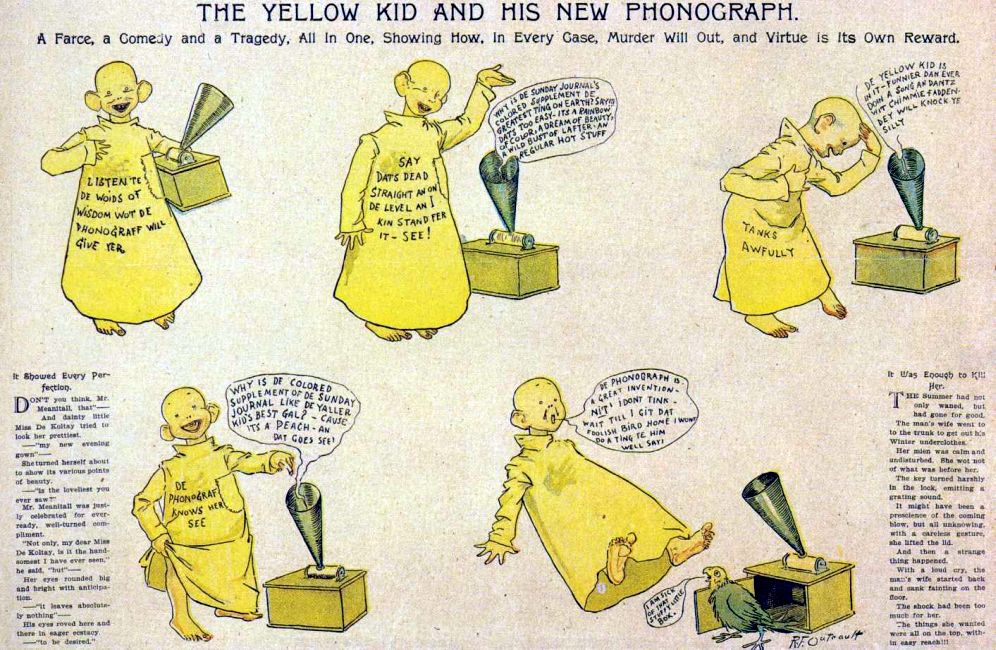 THE YELLOW KID AND HIS NEW PHONOGRAPH.
A Farce, a Comedy and a Tragedy, All In One, Showing How, In Every Case, Murder Will Out, and Virtue is Its Own Reward.
LISTEN TE
DE WOIDS OF
WISDOM WOT DE
PHONOGRAFF WILL
GIVE YER
WHY IS DE SUNDAY JOURNAL'S
COLORED SUPPLEMENT DE
GREATEST TING ON EARTH? SAY!!!
DAT'S TOO EASY - ITS A RAINBOW
OF COLOR, A DREAM OF BEAUTY,
A WILD BUST OF LAFTER - AN
REGULAR HOT STUFF
SAY
DAT'S DEAD
STRAIGHT AN ON
DE LEVEL AN I
KIN STAND FER
IT - SEE!
DE YELLOW KID IS
IN IT - FUNNIER DAN EVER
DOIN A SONG AN DANTZ
WIT CHIMMIE FADDEN-
DEY WILL KNOCK YE
SILLY
TANKS
AWFULLY
WHY IS DE COLORED
SUPPLEMENT OF DE SUNDAY
JOURNAL LIKE DE YALLER
KID'S BEST GAL? - CAUSE
ITS A PEACH - AN
DAT GOES SEE!
DE
PHONOGRAF
KNOWS HER
SEE
DE PHONOGRAPH IS
A GREAT INVENTION -
NIT! I DONT TINK -
WAIT TILL I GIT DAT
FOOLISH BIRD HOME I WONT
DO A TING TE HIM
WELL SAY!
I AM SICK
OF THAT
STUFFY LITTLE
BOX.
R.F. Outcault
It Showed Every Per-
fection.
DON'T you think, Mr.
Meanitall, that"—
And dainty little
Miss De Koltay tried to
look her prettiest.
—"my new evening
gown"—
She turned herself about
to show its various points
of beauty.
—"is the loveliest you
ever saw?"
Mr. Meanitall was just-
ly celebrated for ever-
ready, well-turned com-
pliment.
"Not only, my dear Miss
De Koltay, is it the hand-
somest I have ever seen,"
he said, "but"—
Her eyes rounded big
and bright with anticipa-
tion.
—"it leaves absolute-
ly nothing"—
His eyes roved here and
there in eager ecstacy.
—"to be desired."
It Was Enough to Kill
Her.
THE Summer had not
only waned, but
had gone for good.
The man's wife went to
to the trunk to get out his
Winter underclothes.
Her mien was calm and
undisturbed. She wot not
of what was before her.
The key turned harshly
in the lock, emitting a
grating sound.
It might have been a
prescience of the coming
blow, but all unknowing,
with a careless gesture,
she lifted the lid.
And then a strange
thing happened.
With a loud cry, the
man's wife started back
and sank fainting on the
floor.
The shock had been too
much for her.
The things she wanted
were all on the top, with-
in easy reach!!!